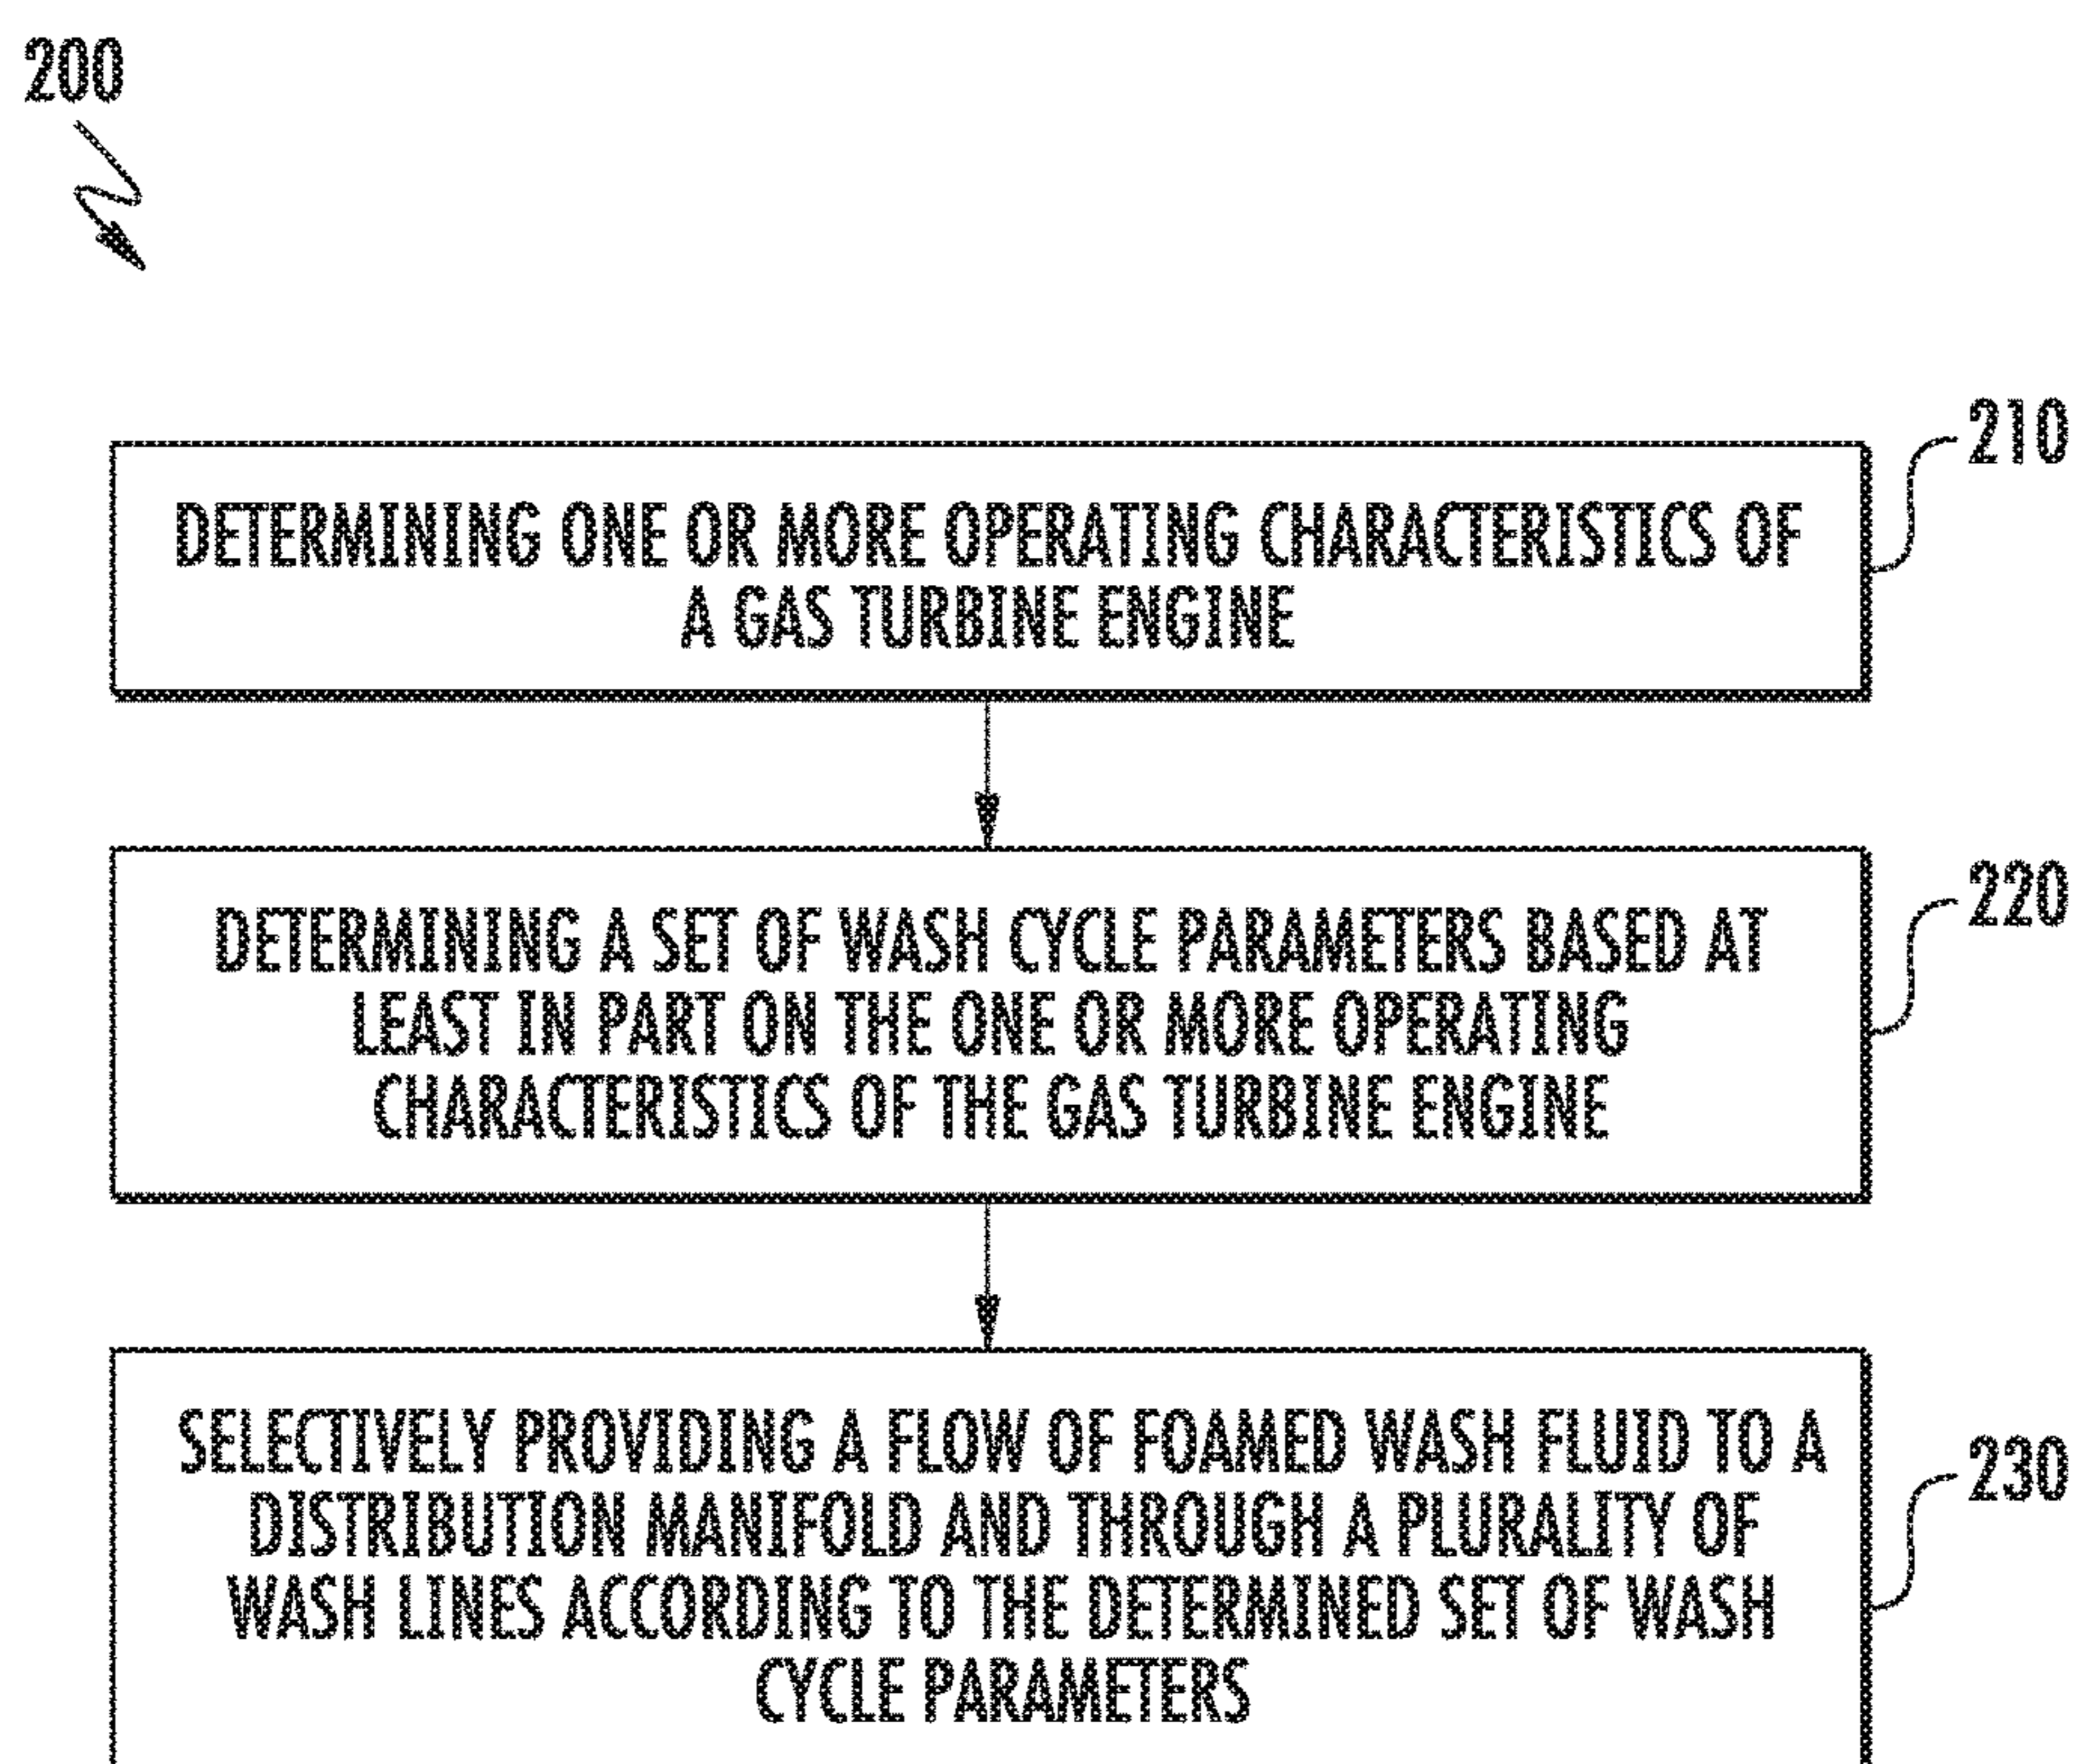 200
210
DETERMINING ONE OR MORE OPERATING CHARACTERISTICS OF
A GAS TURBINE ENGINE
220
DETERMINING A SET OF WASH CYCLE PARAMETERS BASED AT
LEAST IN PART ON THE ONE OR MORE OPERATING
CHARACTERISTICS OF THE GAS TURBINE ENGINE
230
SELECTIVELY PROVIDING A FLOW OF FOAMED WASH FLUID TO A
DISTRIBUTION MANIFOLD AND THROUGH A PLURALITY OF
WASH LINES ACCORDING TO THE DETERMINED SET OF WASH
CYCLE PARAMETERS